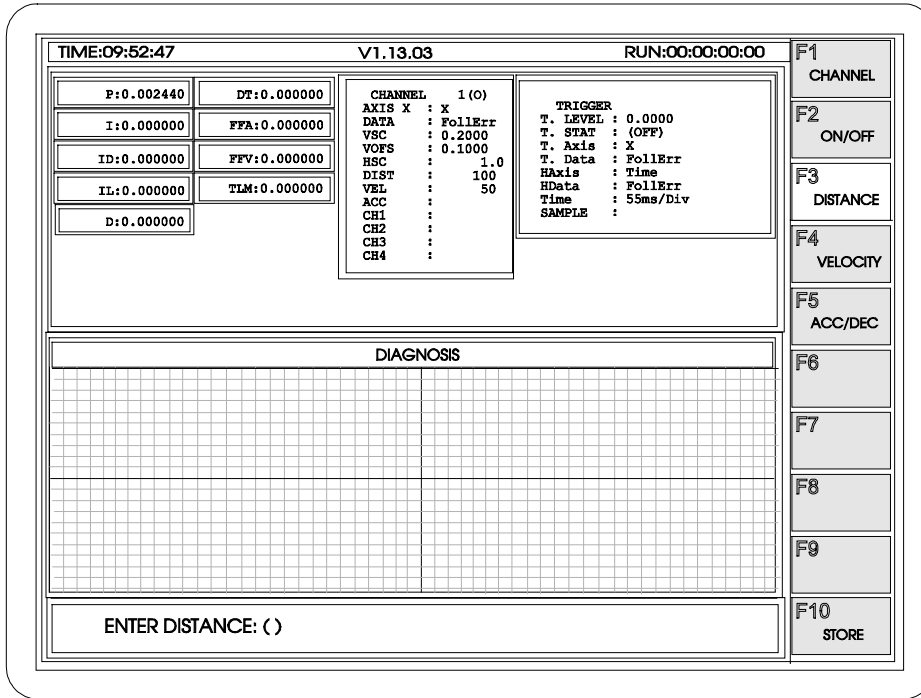 TIME:09:52:47 V1.13.03 RUN:00:00:00:00
P:0.002440 DT:0.000000
I:0.000000 FFA:0.000000
ID:0.000000 FFV:0.000000
IL:0.000000 TLM:0.000000
D:0.000000
CHANNEL 1(O)
AXIS X : X
DATA : FollErr
VSC : 0.2000
VOFS : 0.1000
HSC : 1.0
DIST : 100
VEL : 50
ACC :
CH1 :
CH2 :
CH3 :
CH4 :
TRIGGER
T. LEVEL : 0.0000
T. STAT : (OFF)
T. Axis : X
T. Data : FollErr
HAxis : Time
HData : FollErr
Time : 55ms/Div
SAMPLE :
DIAGNOSIS
ENTER DISTANCE: ( )
F1
CHANNEL
F2
ON/OFF
F3
DISTANCE
F4
VELOCITY
F5
ACC/DEC
F6
F7
F8
F9
F10
STORE